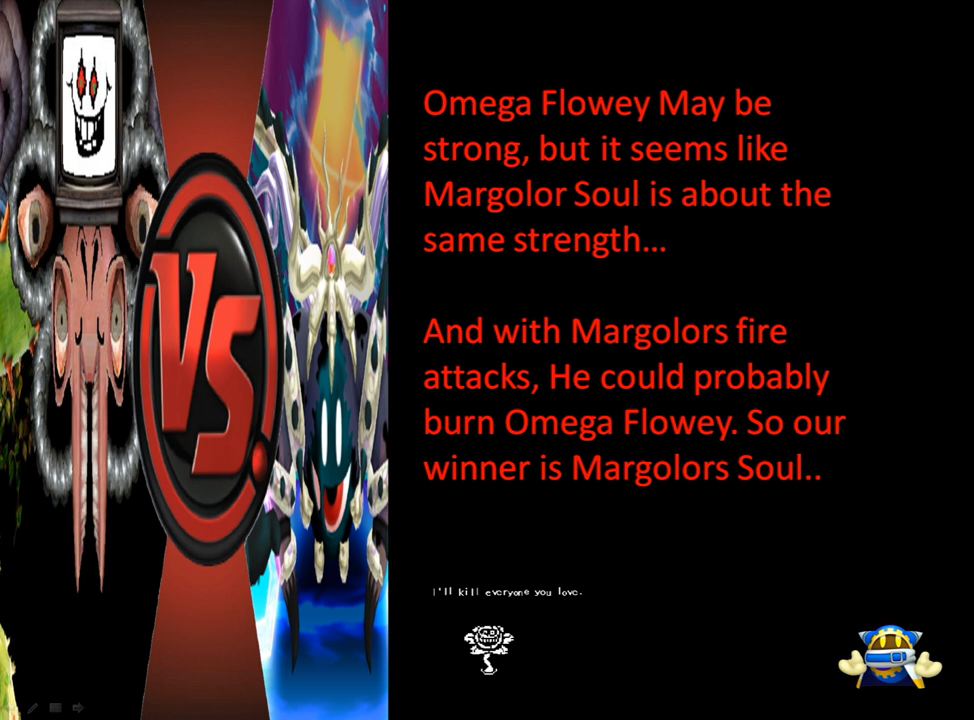 VS.
Omega Flowey May be
strong, but it seems like
Margolor Soul is about the
same strength...

And with Margolors fire
attacks, He could probably
burn Omega Flowey. So our
winner is Margolors Soul..
I'll kill everyone you love.